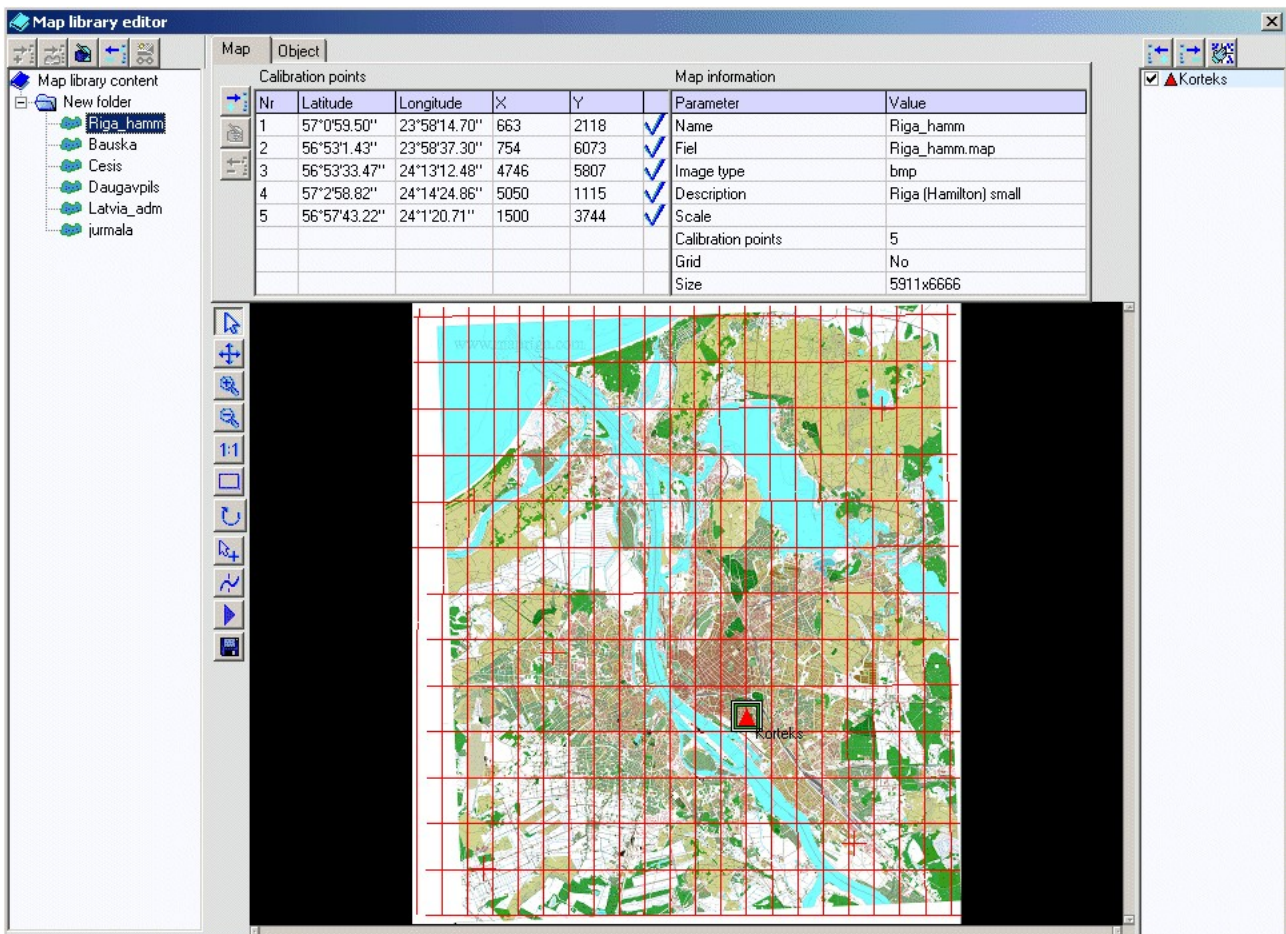 Map library editor
Map library content
New folder
Riga_hamm
Bauska
Cesis
Daugavpils
Latvia_adm
jurmala
Map Object
Calibration points
Nr Latitude Longitude X Y
1 57°0'59.50'' 23°58'14.70'' 663 2118
2 56°53'1.43'' 23°58'37.30'' 754 6073
3 56°53'33.47'' 24°13'12.48'' 4746 5807
4 57°2'58.82'' 24°14'24.86'' 5050 1115
5 56°57'43.22'' 24°1'20.71'' 1500 3744
Map information
Parameter Value
Name Riga_hamm
Fiel Riga_hamm.map
Image type bmp
Description Riga (Hamilton) small
Scale
Calibration points 5
Grid No
Size 5911x6666
1:1
Korteks
Korteks